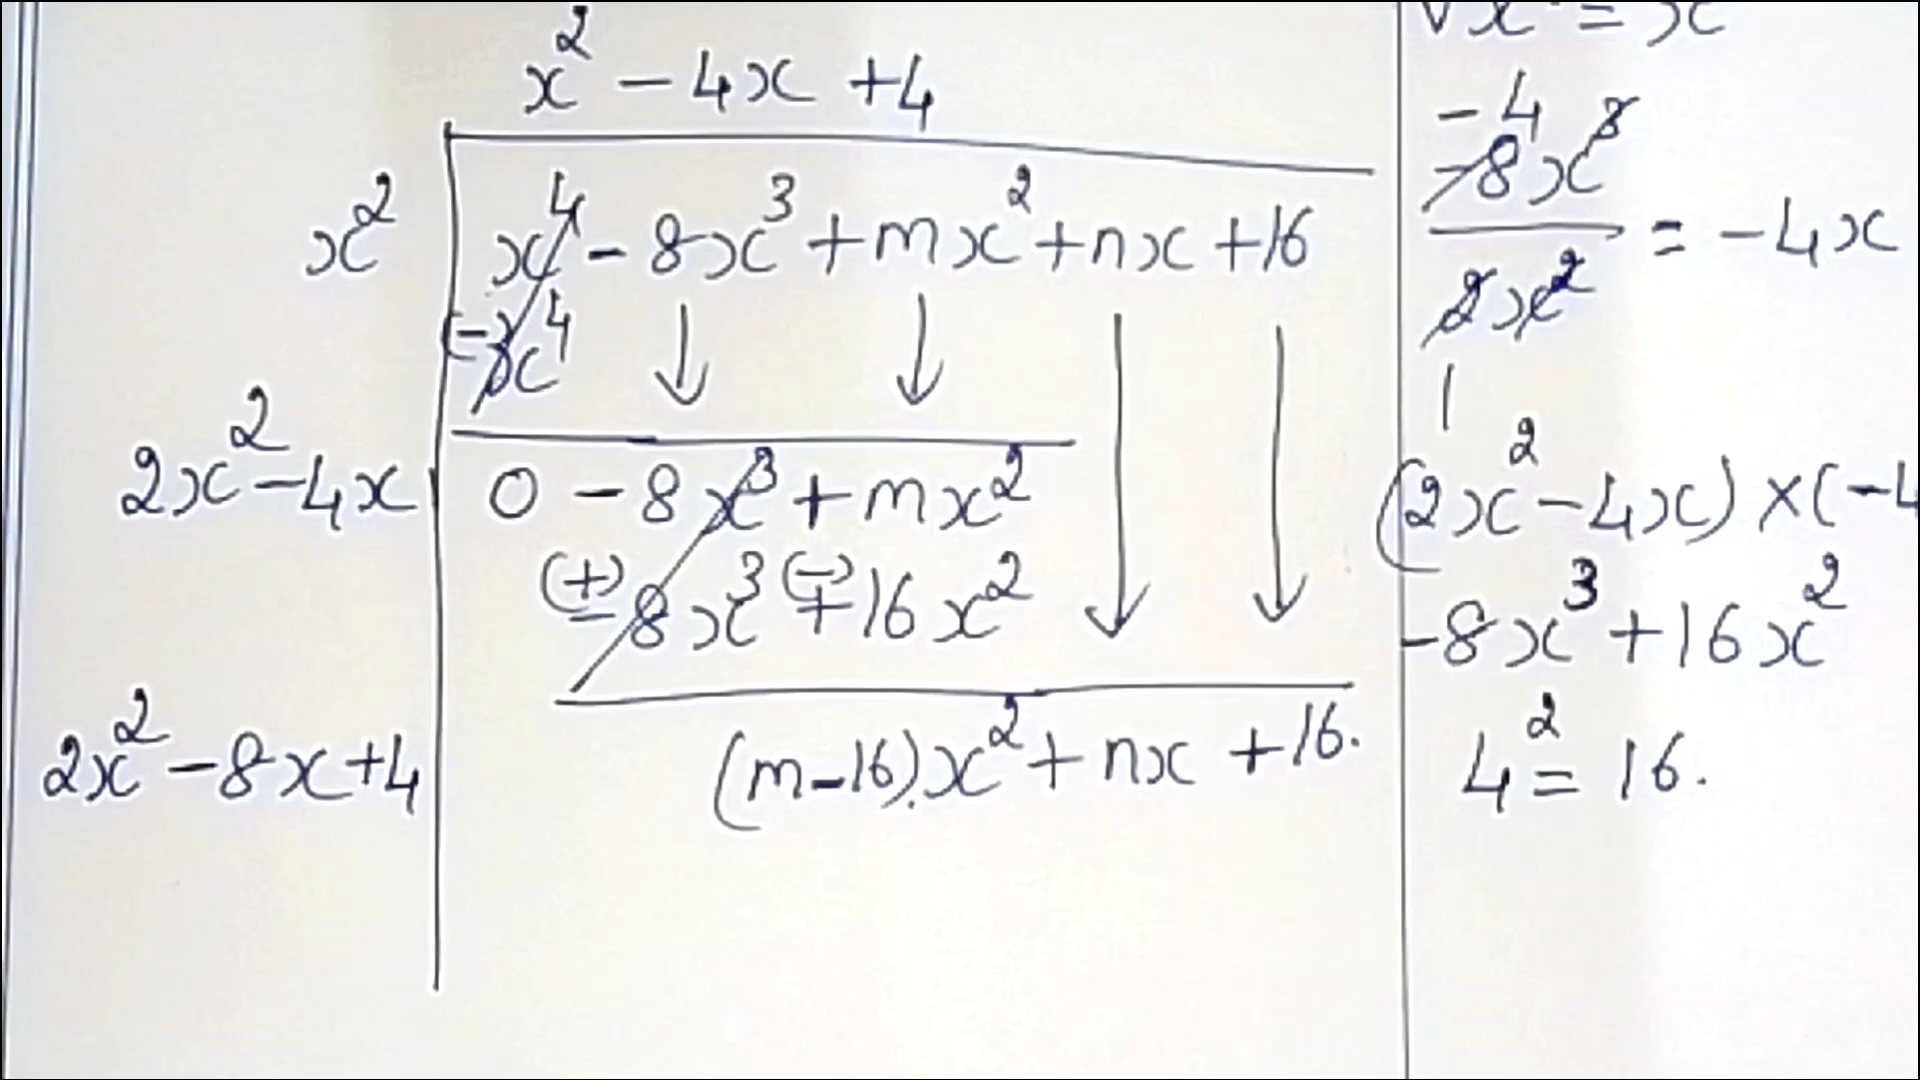 x² - 4x + 4
x² x⁴ - 8x³ + mx² + nx + 16
(-) x⁴
2x² - 4x 0 - 8x³ + mx²
(+) (-)
- 8x³ + 16x²
2x² - 8x + 4 (m - 16).x² + nx + 16.
= x
-4
-8x³
2x² = -4x
1
(2x² - 4x) × (-4
-8x³ + 16x²
4² = 16.